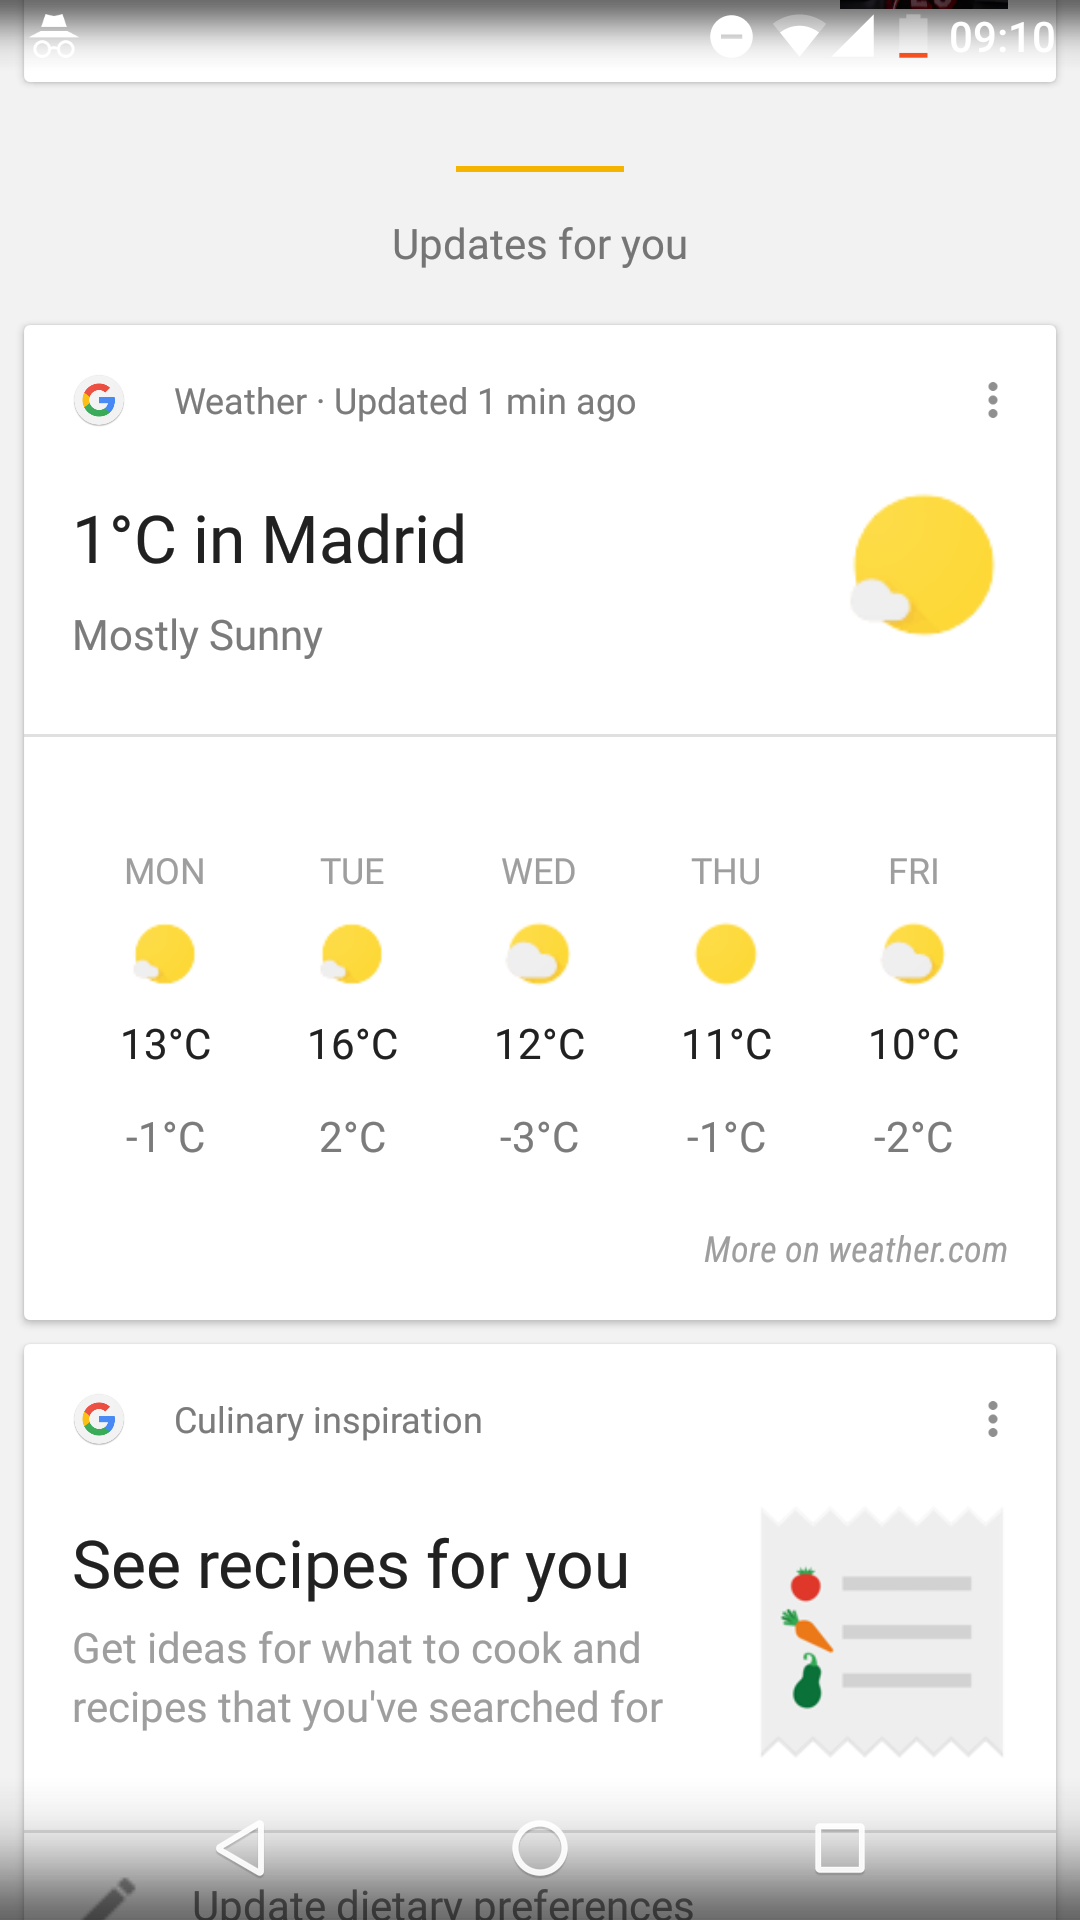 09:10
Updates for you
Weather · Updated 1 min ago
1°C in Madrid
Mostly Sunny
MON TUE WED THU FRI
13°C 16°C 12°C 11°C 10°C
-1°C 2°C -3°C -1°C -2°C
More on weather.com
Culinary inspiration
See recipes for you
Get ideas for what to cook and
recipes that you've searched for
Update dietary preferences